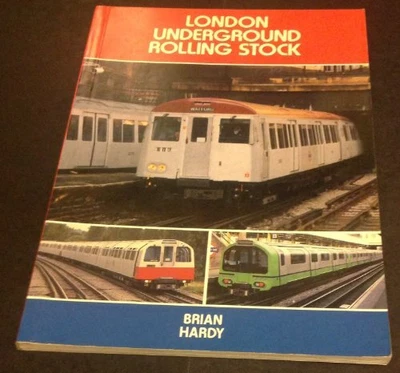 LONDON
UNDERGROUND
ROLLING STOCK
BRIAN
HARDY